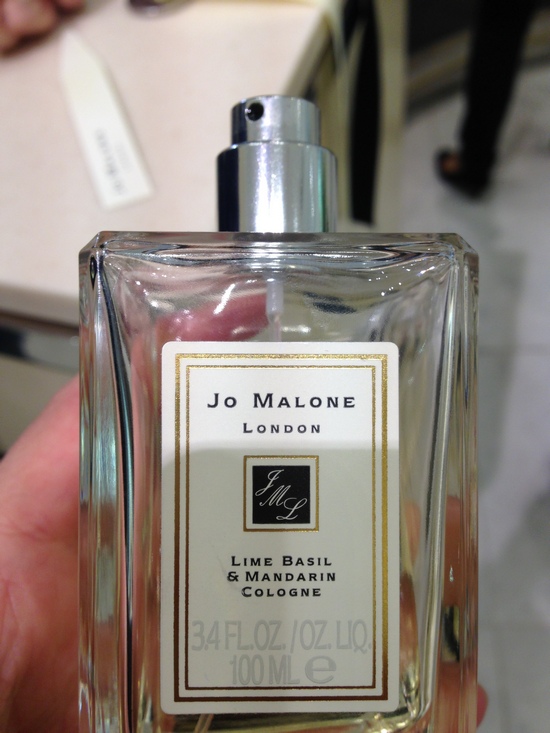 Jo Malone
London
JML
Lime Basil
& Mandarin
Cologne
3.4 FL.OZ. / OZ. LIQ.
100 ML e